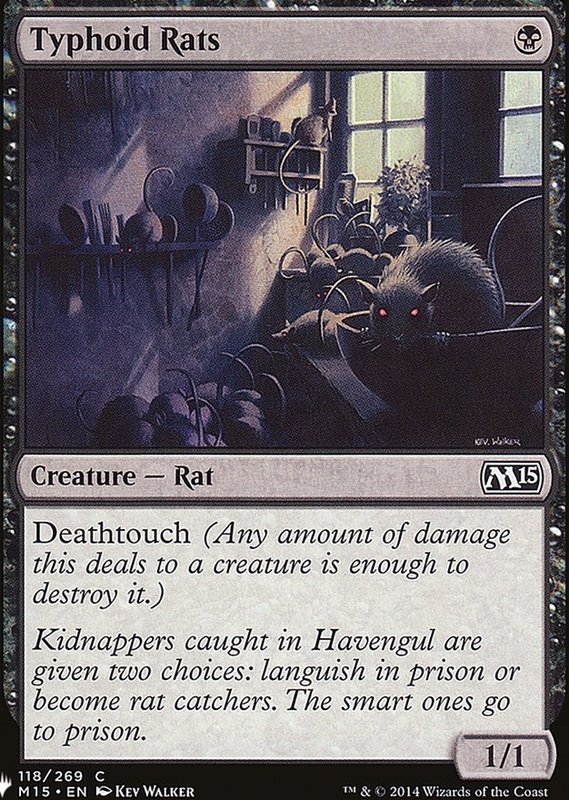 Typhoid Rats
KEV. WALKER
Creature — Rat
M15
Deathtouch (Any amount of damage
this deals to a creature is enough to
destroy it.)
Kidnappers caught in Havengul are
given two choices: languish in prison or
become rat catchers. The smart ones go
to prison.
1/1
118/269 C
M15 • EN Kev Walker
™ & © 2014 Wizards of the Coast